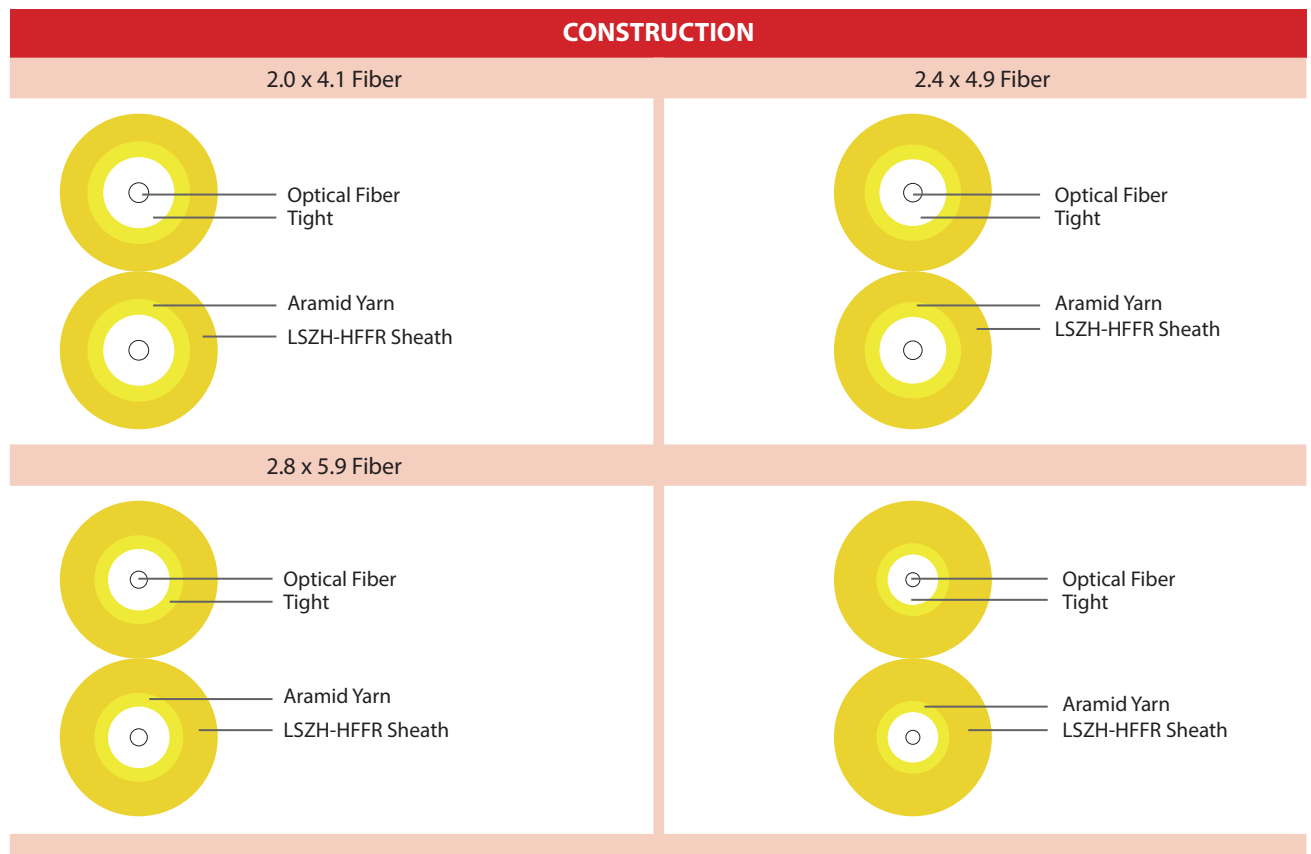 CONSTRUCTION
2.0 x 4.1 Fiber
2.4 x 4.9 Fiber
Optical Fiber
Tight
Aramid Yarn
LSZH-HFFR Sheath
Optical Fiber
Tight
Aramid Yarn
LSZH-HFFR Sheath
2.8 x 5.9 Fiber
Optical Fiber
Tight
Aramid Yarn
LSZH-HFFR Sheath
Optical Fiber
Tight
Aramid Yarn
LSZH-HFFR Sheath